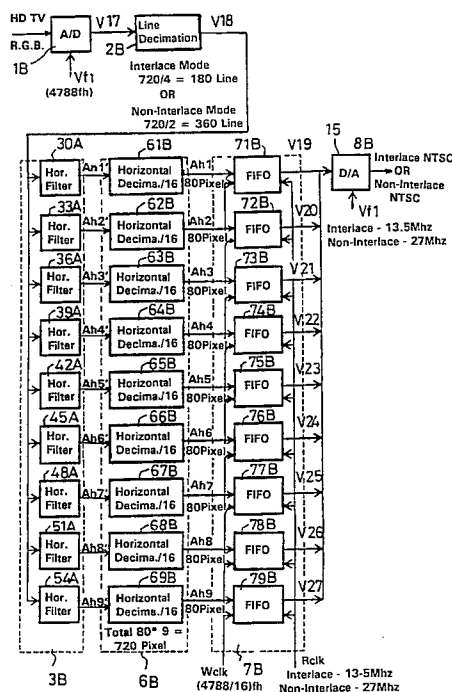 HD TV
R.G.B.
A/D
1B
V17
Vf1
(4788fh)
Line
Decimation
2B
V18
Interlace Mode
720/4 = 180 Line
OR
Non-Interlace Mode
720/2 = 360 Line
30A
Hor.
Filter
Ah1'
61B
Horizontal
Decima./16
Ah1
80Pixel
71B
FIFO
V19
15
D/A
8B
Interlace NTSC
OR
Non-Interlace
NTSC
Vf1
Interlace - 13.5Mhz
Non-Interlace - 27Mhz
33A
Hor.
Filter
Ah2'
62B
Horizontal
Decima./16
Ah2
80Pixel
72B
FIFO
V20
36A
Hor.
Filter
Ah3'
63B
Horizontal
Decima./16
Ah3
80Pixel
73B
FIFO
V21
39A
Hor.
Filter
Ah4'
64B
Horizontal
Decima./16
Ah4
80Pixel
74B
FIFO
V22
42A
Hor.
Filter
Ah5'
65B
Horizontal
Decima./16
Ah5
80Pixel
75B
FIFO
V23
45A
Hor.
Filter
Ah6'
66B
Horizontal
Decima./16
Ah6
80Pixel
76B
FIFO
V24
48A
Hor.
Filter
Ah7'
67B
Horizontal
Decima./16
Ah7
80Pixel
77B
FIFO
V25
51A
Hor.
Filter
Ah8'
68B
Horizontal
Decima./16
Ah8
80Pixel
78B
FIFO
V26
54A
Hor.
Filter
Ah9'
69B
Horizontal
Decima./16
Ah9
80Pixel
79B
FIFO
V27
Total 80* 9 =
720 Pixel
3B
6B
7B
Wclk
(4788/16)fh
Rclk
Interlace - 13-5Mhz
Non-Interlace - 27Mhz